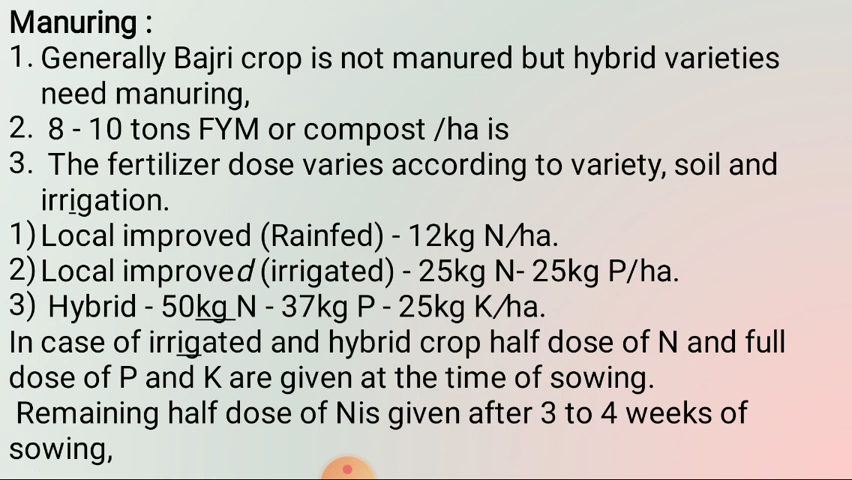 Manuring :
1. Generally Bajri crop is not manured but hybrid varieties
need manuring,
2. 8 - 10 tons FYM or compost /ha is
3. The fertilizer dose varies according to variety, soil and
irrigation.
1) Local improved (Rainfed) - 12kg N/ha.
2) Local improved (irrigated) - 25kg N- 25kg P/ha.
3) Hybrid - 50kg N - 37kg P - 25kg K/ha.
In case of irrigated and hybrid crop half dose of N and full
dose of P and K are given at the time of sowing.
Remaining half dose of Nis given after 3 to 4 weeks of
sowing,